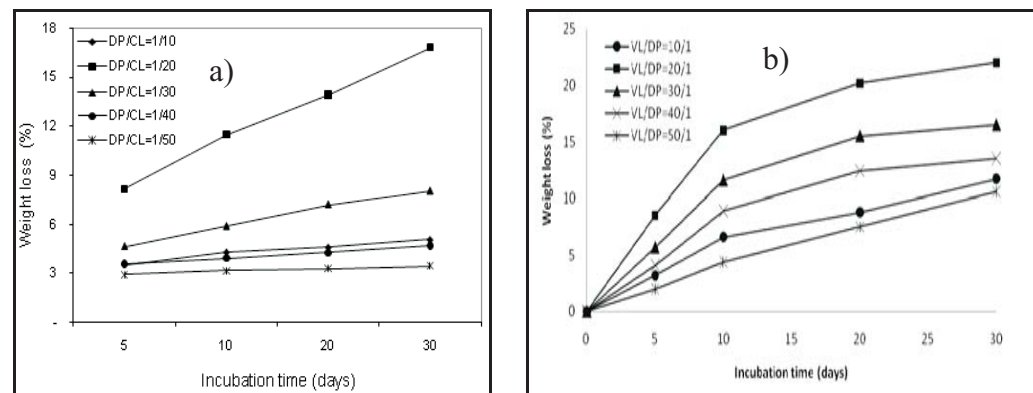 18
15
12
9
6
3
-
Weight loss (%)
DP/CL=1/10
DP/CL=1/20
DP/CL=1/30
DP/CL=1/40
DP/CL=1/50
a)
5 10 20 30
Incubation time (days)
25
20
15
10
5
0
Weight loss (%)
VL/DP=10/1
VL/DP=20/1
VL/DP=30/1
VL/DP=40/1
VL/DP=50/1
b)
0 5 10 15 20 25 30
Incubation time (days)